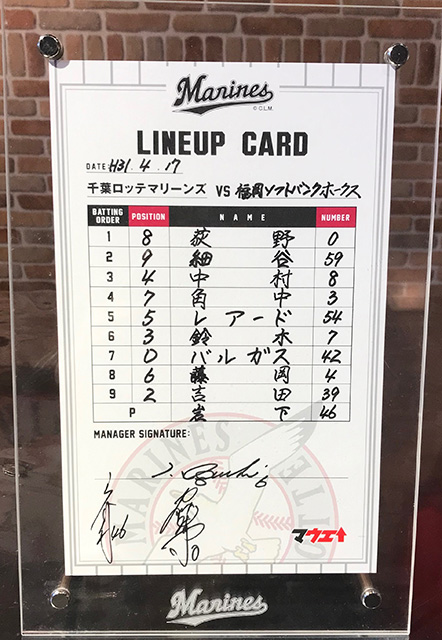 Marines
© C.L.M.
LINEUP CARD
DATE: H31. 4. 17
千葉ロッテマリーンズ VS 福岡ソフトバンクホークス
BATTING ORDER POSITION NAME NUMBER
1 8 荻野 0
2 9 細谷 59
3 4 中村 8
4 7 角中 3
5 5 レアード 54
6 3 鈴木 7
7 D バルガス 42
8 6 藤岡 4
9 2 吉田 39
P 岩下 46
MANAGER SIGNATURE:
46
0
マウエ
MARINES
Marines